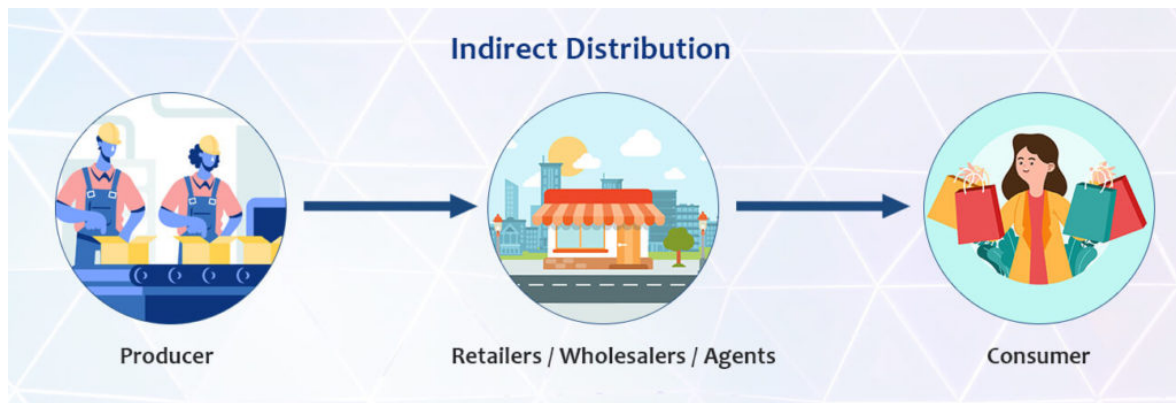 Indirect Distribution
Producer
Retailers / Wholesalers / Agents
Consumer